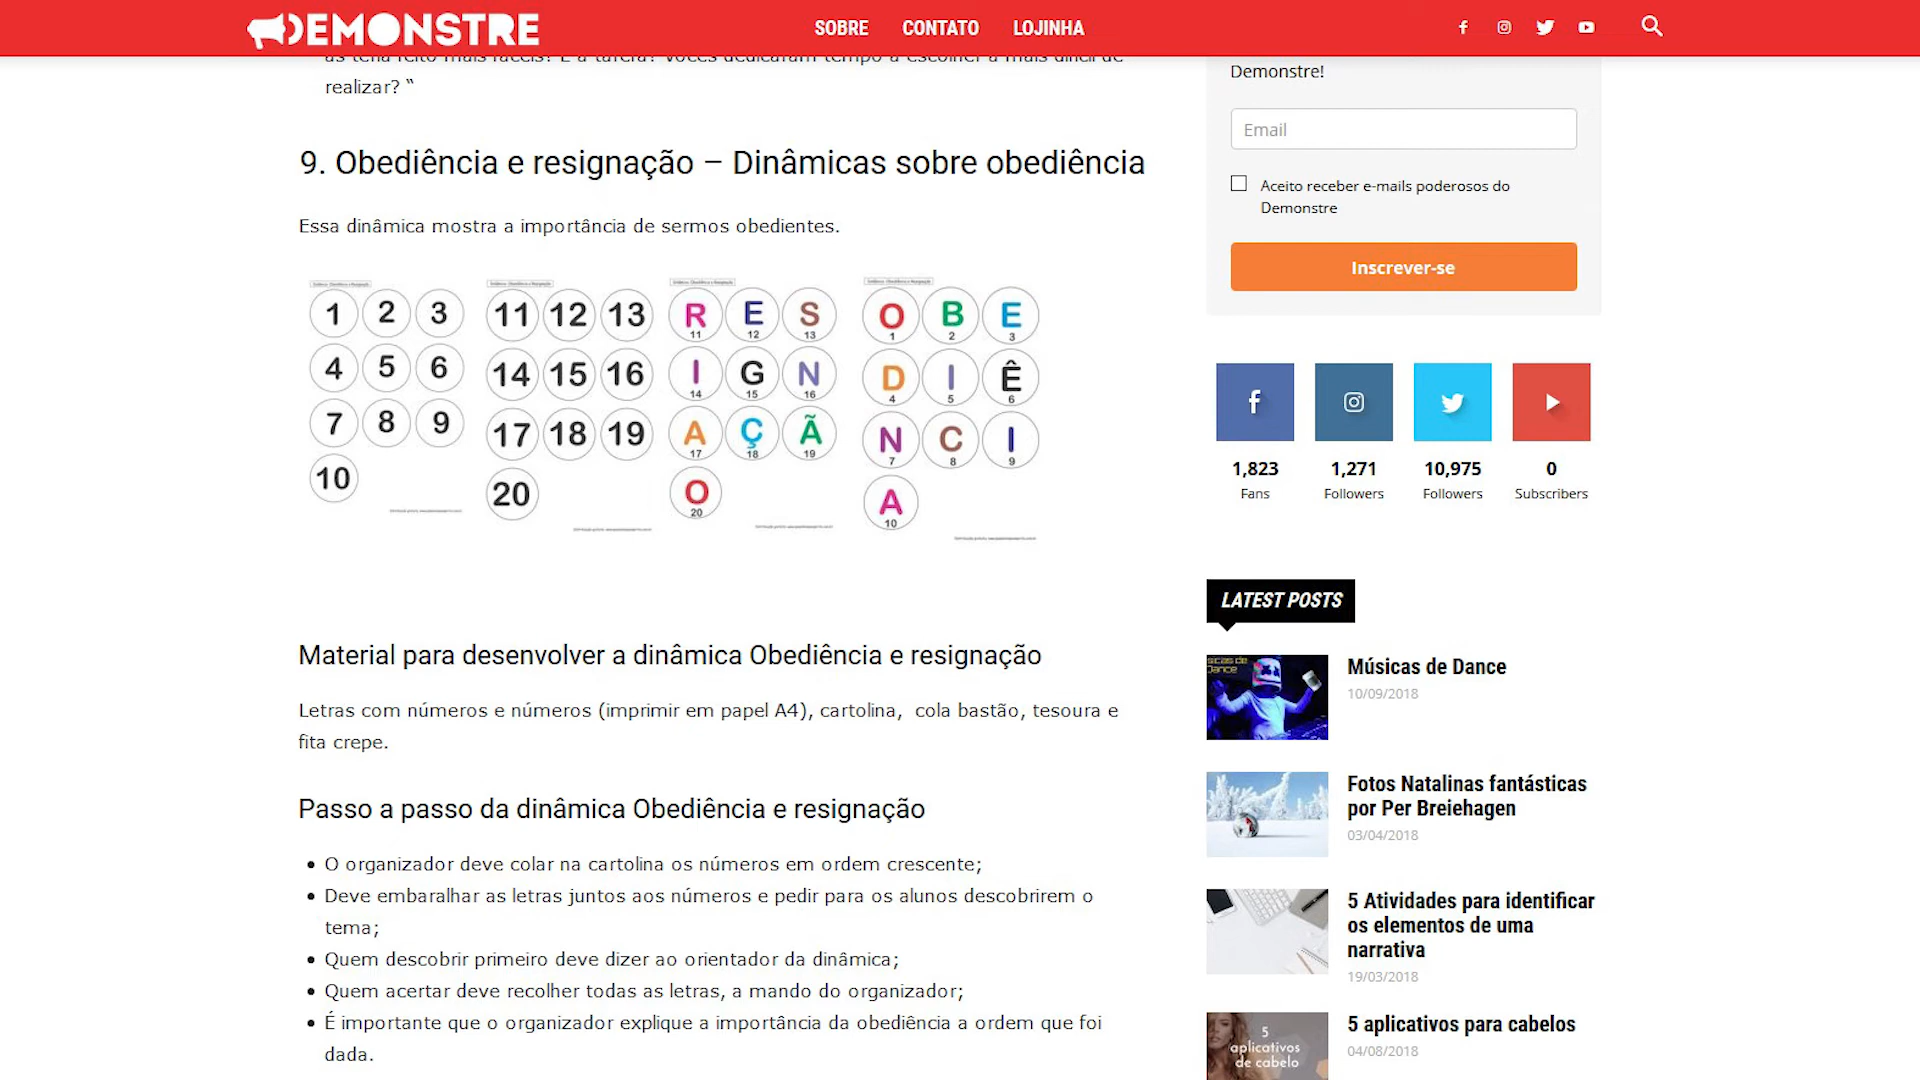 DEMONSTRE
SOBRE
CONTATO
LOJINHA
realizar? “
9. Obediência e resignação – Dinâmicas sobre obediência
Essa dinâmica mostra a importância de sermos obedientes.
1 2 3
4 5 6
7 8 9
10
11 12 13
14 15 16
17 18 19
20
R E S
11 12 13
I G N
14 15 16
A Ç Ã
17 18 19
O
20
O B E
1 2 3
D I Ê
4 5 6
N C I
7 8 9
A
10
Material para desenvolver a dinâmica Obediência e resignação
Letras com números e números (imprimir em papel A4), cartolina,  cola bastão, tesoura e
fita crepe.
Passo a passo da dinâmica Obediência e resignação
• O organizador deve colar na cartolina os números em ordem crescente;
• Deve embaralhar as letras juntos aos números e pedir para os alunos descobrirem o
tema;
• Quem descobrir primeiro deve dizer ao orientador da dinâmica;
• Quem acertar deve recolher todas as letras, a mando do organizador;
• É importante que o organizador explique a importância da obediência a ordem que foi
dada.
Demonstre!
Email
Aceito receber e-mails poderosos do
Demonstre
Inscrever-se
1,823
Fans
1,271
Followers
10,975
Followers
0
Subscribers
LATEST POSTS
Músicas de Dance
10/09/2018
Fotos Natalinas fantásticas
por Per Breiehagen
03/04/2018
5 Atividades para identificar
os elementos de uma
narrativa
19/03/2018
5
aplicativos
de cabelo
5 aplicativos para cabelos
04/08/2018